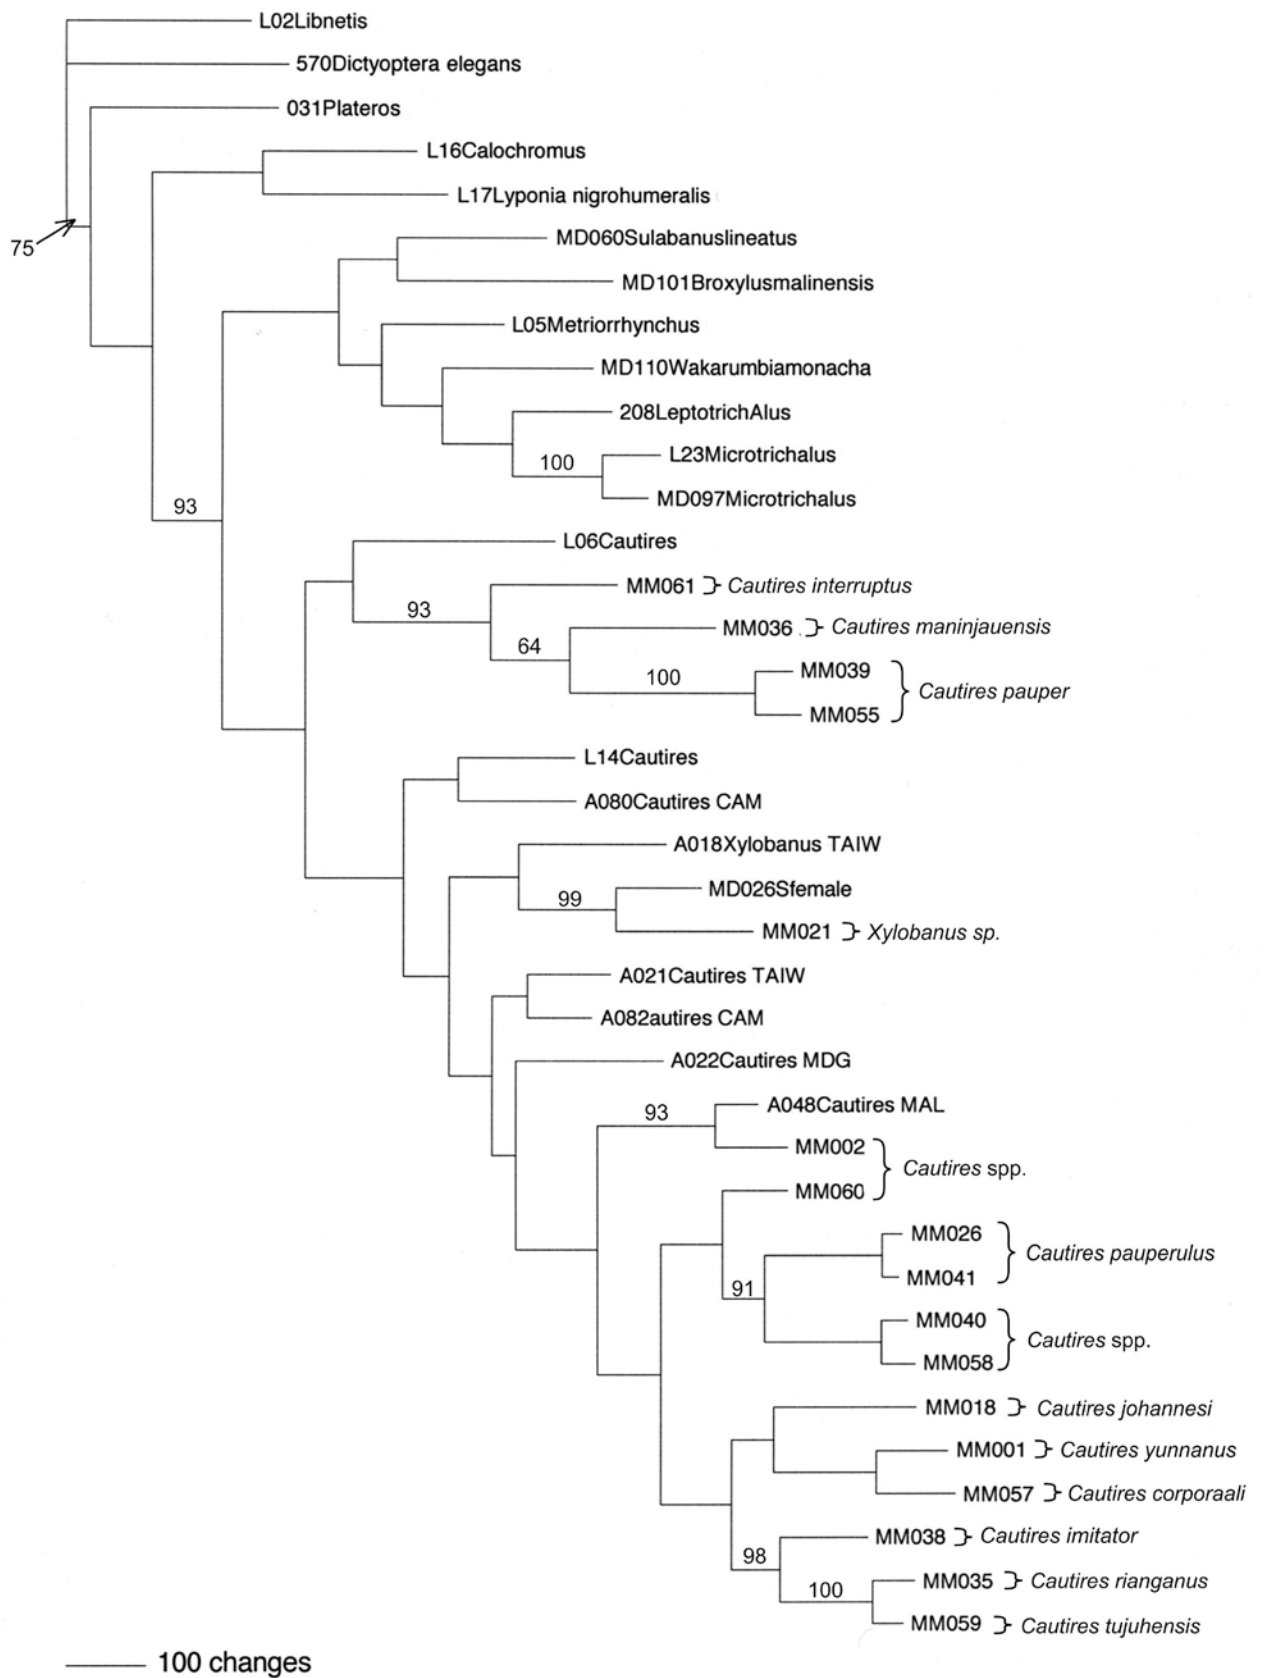 L02Libnetis
570Dictyoptera elegans
031Plateros
L16Calochromus
L17Lyponia nigrohumeralis
75
MD060Sulabanuslineatus
MD101Broxylusmalinensis
L05Metriorrhynchus
MD110Wakarumbiamonacha
208LeptotrichAlus
L23Microtrichalus
100
MD097Microtrichalus
93
L06Cautires
MM061 Cautires interruptus
93
MM036 Cautires maninjauensis
64
MM039
100
Cautires pauper
MM055
L14Cautires
A080Cautires CAM
A018Xylobanus TAIW
MD026Sfemale
99
MM021 Xylobanus sp.
A021Cautires TAIW
A082autires CAM
A022Cautires MDG
93
A048Cautires MAL
MM002
Cautires spp.
MM060
MM026
Cautires pauperulus
MM041
91
MM040
Cautires spp.
MM058
MM018 Cautires johannesi
MM001 Cautires yunnanus
MM057 Cautires corporaali
MM038 Cautires imitator
98
MM035 Cautires rianganus
100
MM059 Cautires tujuhensis
100 changes